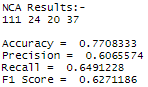 NCA Results:-
111 24 20 37
Accuracy = 0.7708333
Precision = 0.6065574
Recall = 0.6491228
F1 Score = 0.6271186